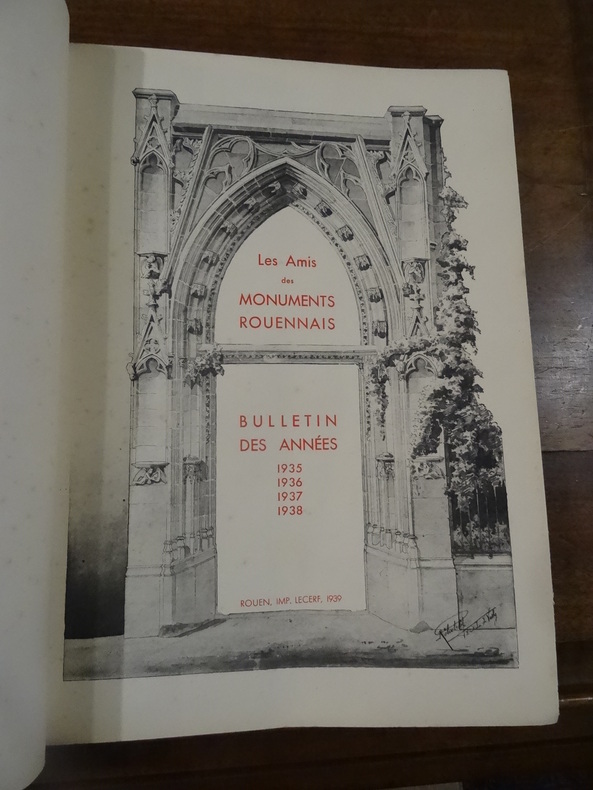 Les Amis
des
MONUMENTS
ROUENNAIS
BULLETIN
DES ANNÉES
1935
1936
1937
1938
ROUEN, IMP. LECERF, 1939